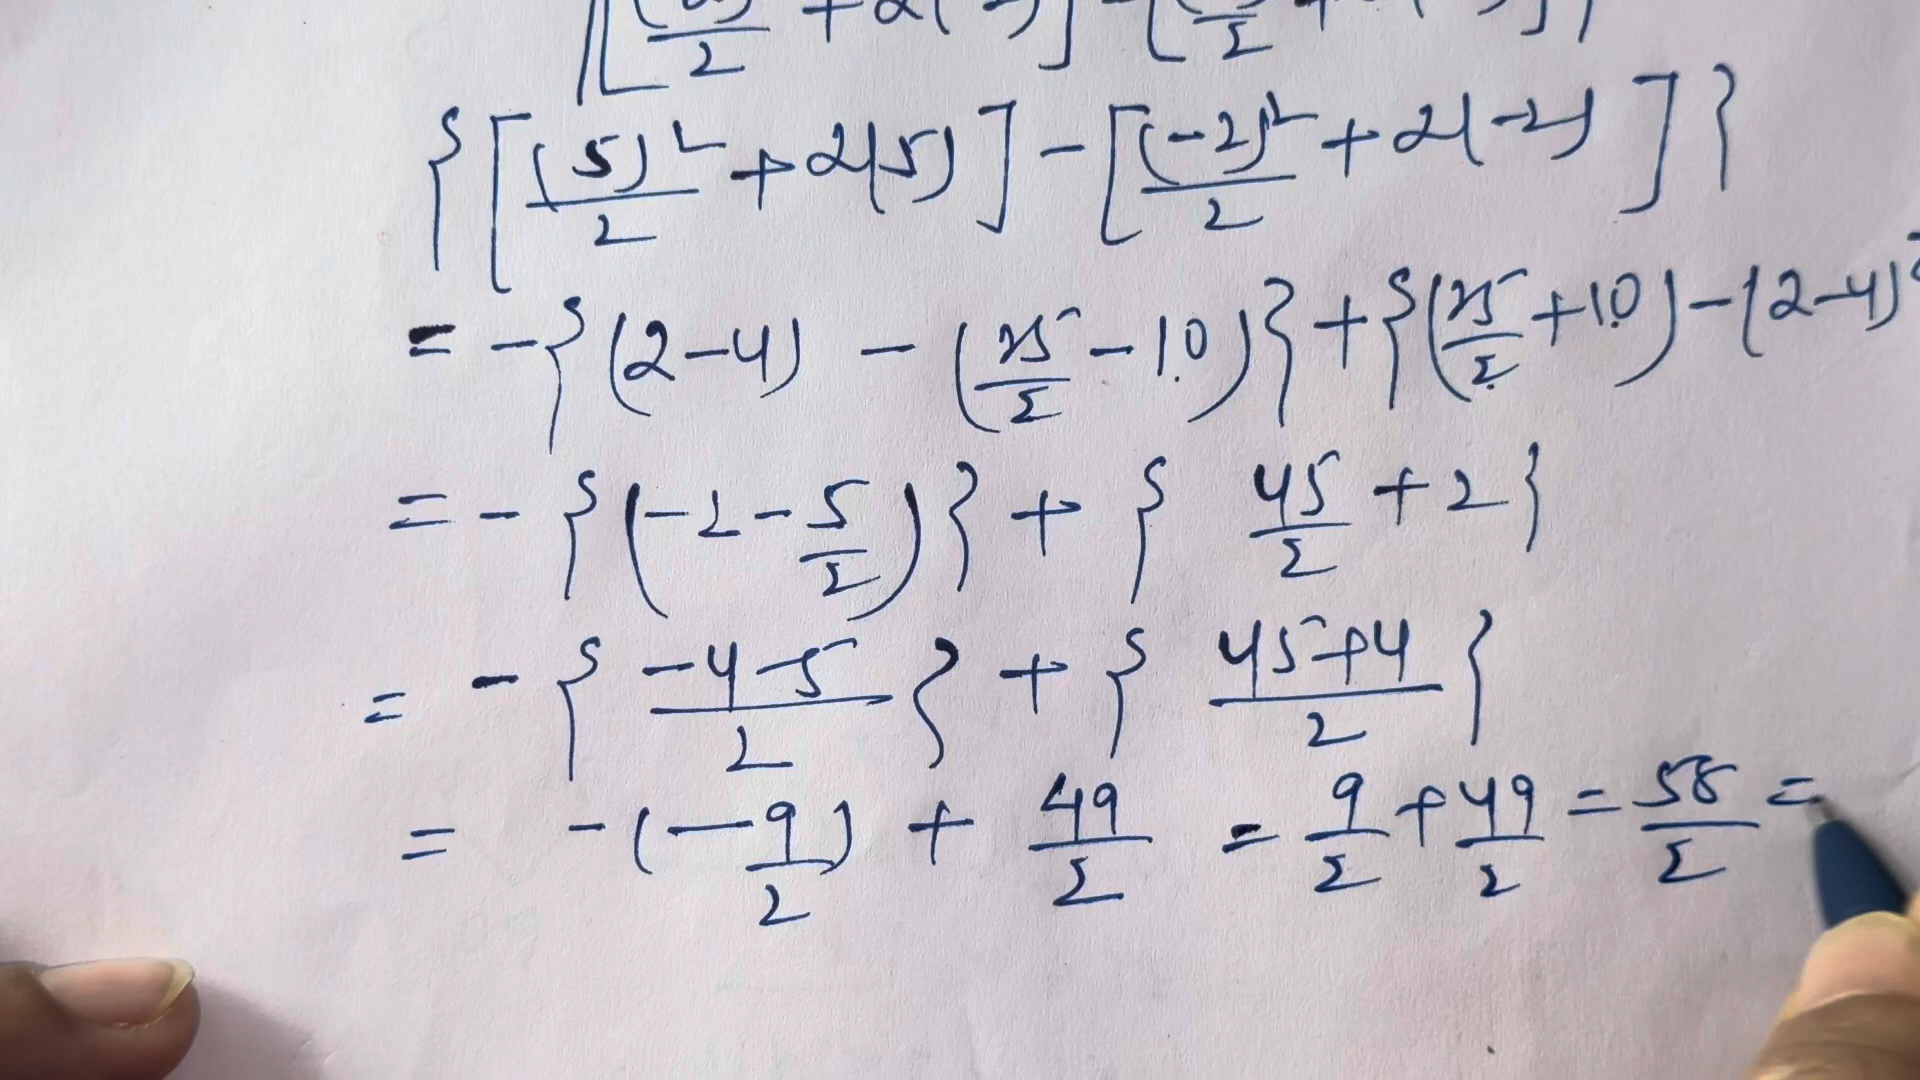 {[(5)²/2 + 2(5)] - [(-2)²/2 + 2(-2)]}
= -{(2-4) - (25/2 - 10)} + {(25/2 + 10) - (2-4)}
= -{(-2 - 5/2)} + {45/2 + 2}
= -{(-4-5)/2} + {(45+4)/2}
= -(-9/2) + 49/2 = 9/2 + 49/2 = 58/2 =